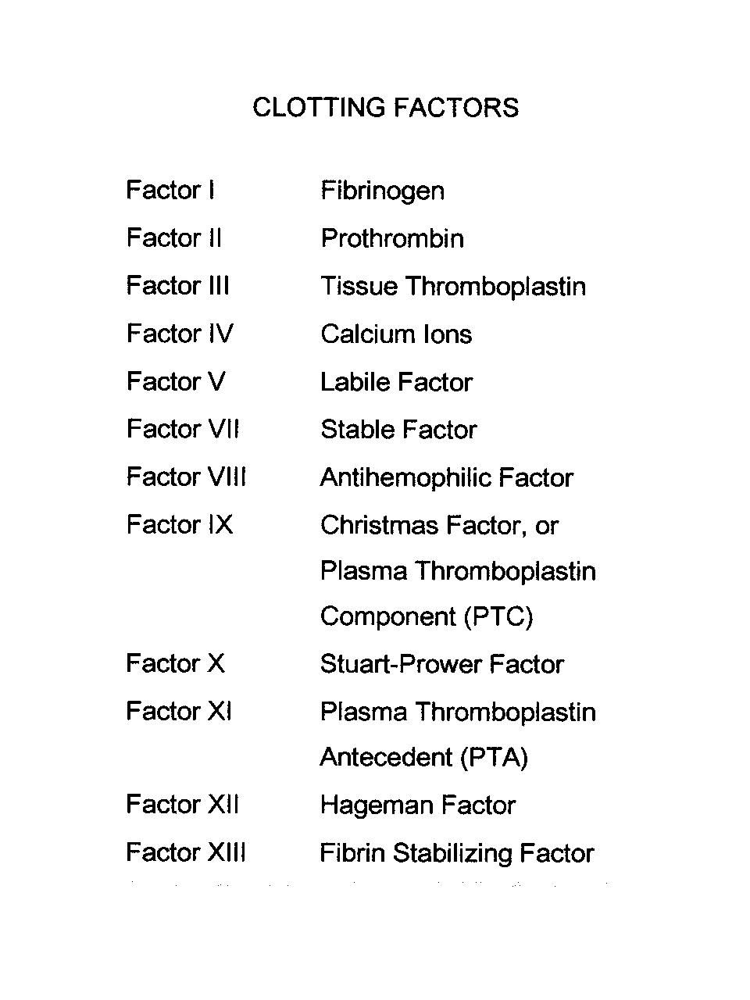 CLOTTING FACTORS
Factor I Fibrinogen
Factor II Prothrombin
Factor III Tissue Thromboplastin
Factor IV Calcium Ions
Factor V Labile Factor
Factor VII Stable Factor
Factor VIII Antihemophilic Factor
Factor IX Christmas Factor, or
Plasma Thromboplastin
Component (PTC)
Factor X Stuart-Prower Factor
Factor XI Plasma Thromboplastin
Antecedent (PTA)
Factor XII Hageman Factor
Factor XIII Fibrin Stabilizing Factor